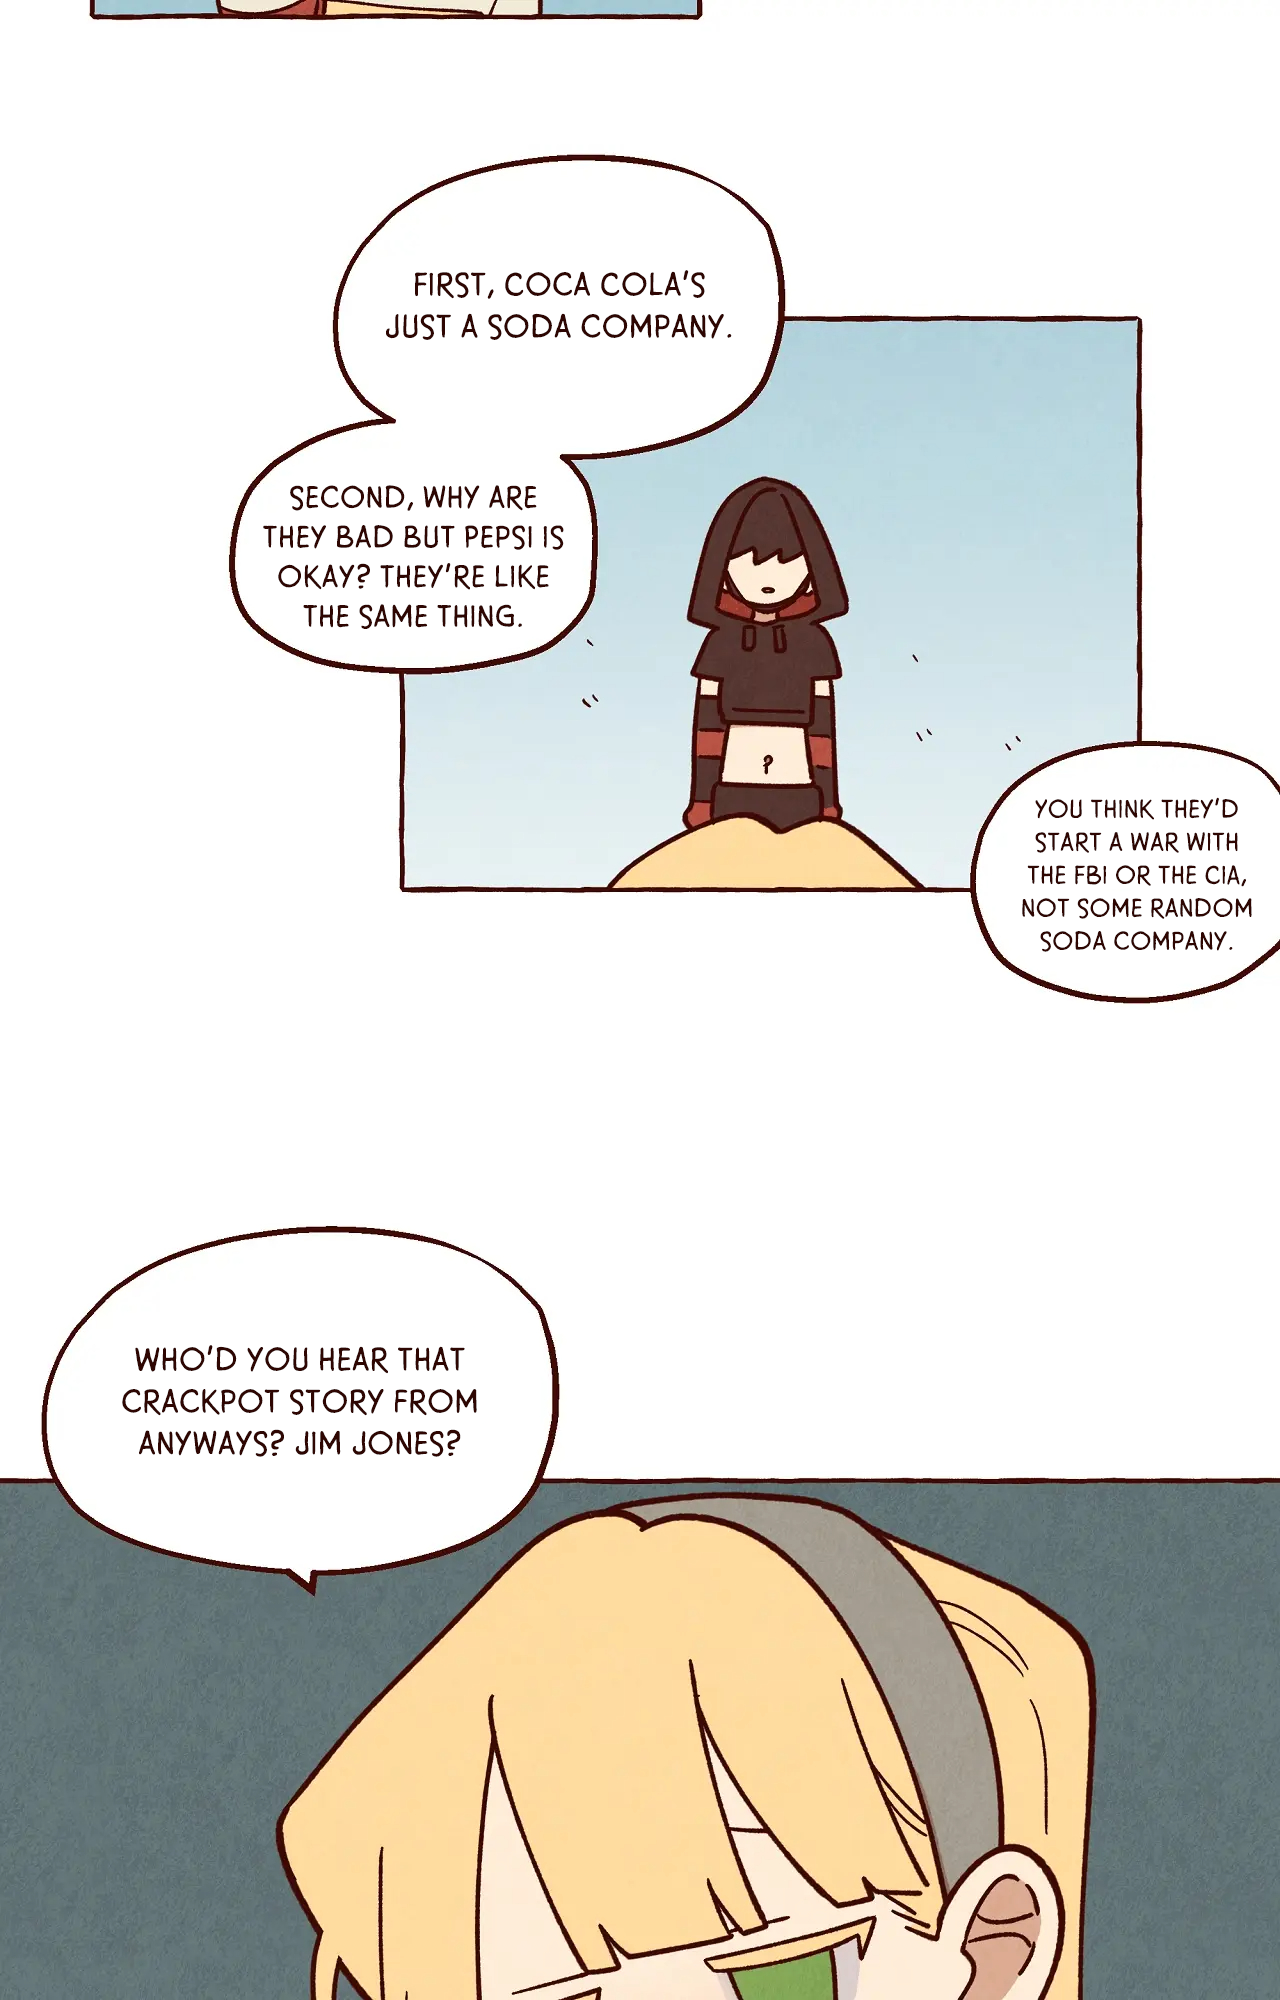 FIRST, COCA COLA'S
JUST A SODA COMPANY.
SECOND, WHY ARE
THEY BAD BUT PEPSI IS
OKAY? THEY'RE LIKE
THE SAME THING.
YOU THINK THEY'D
START A WAR WITH
THE FBI OR THE CIA,
NOT SOME RANDOM
SODA COMPANY.
WHO'D YOU HEAR THAT
CRACKPOT STORY FROM
ANYWAYS? JIM JONES?